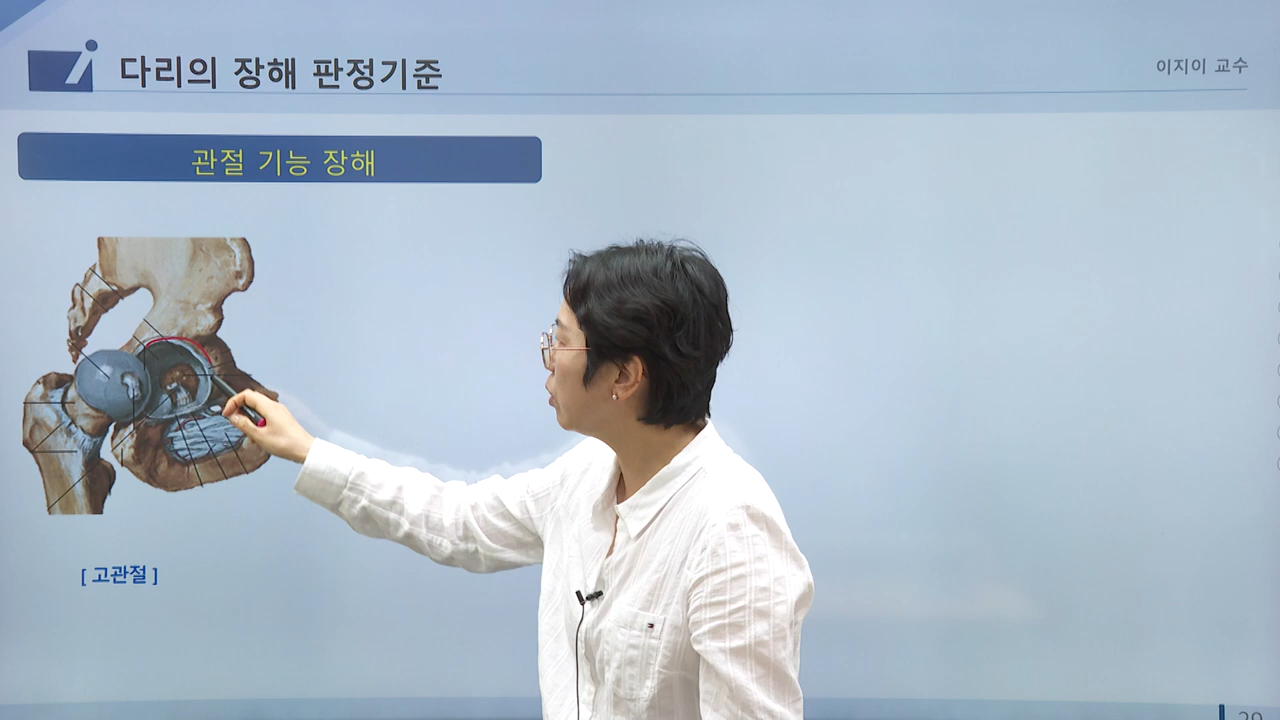 다리의 장해 판정기준
이지이 교수
관절 기능 장해
[ 고관절 ]